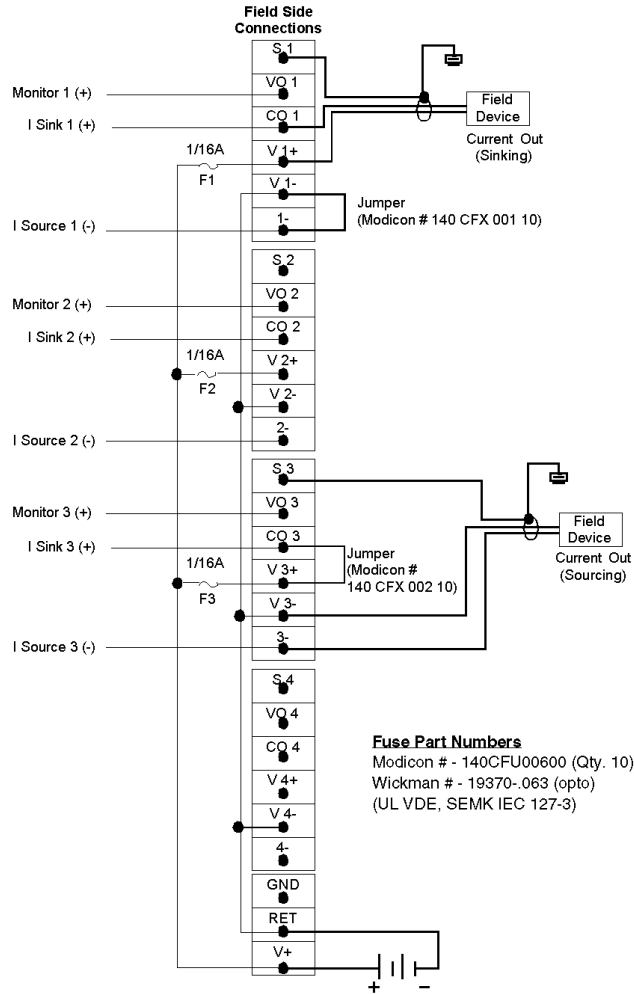 Field Side
Connections
S 1
VO 1
Monitor 1 (+)
CO 1
I Sink 1 (+)
Field
Device
Current Out
(Sinking)
1/16A
V 1+
F1
V 1-
Jumper
(Modicon # 140 CFX 001 10)
1-
I Source 1 (-)
S 2
VO 2
Monitor 2 (+)
CO 2
I Sink 2 (+)
1/16A
V 2+
F2
V 2-
2-
I Source 2 (-)
S 3
VO 3
Monitor 3 (+)
Field
Device
CO 3
I Sink 3 (+)
Current Out
(Sourcing)
1/16A
Jumper
(Modicon #
140 CFX 002 10)
V 3+
F3
V 3-
3-
I Source 3 (-)
S 4
VO 4
CO 4
V 4+
V 4-
4-
Fuse Part Numbers
Modicon # - 140CFU00600 (Qty. 10)
Wickman # - 19370-.063 (opto)
(UL VDE, SEMK IEC 127-3)
GND
RET
V+
+ −